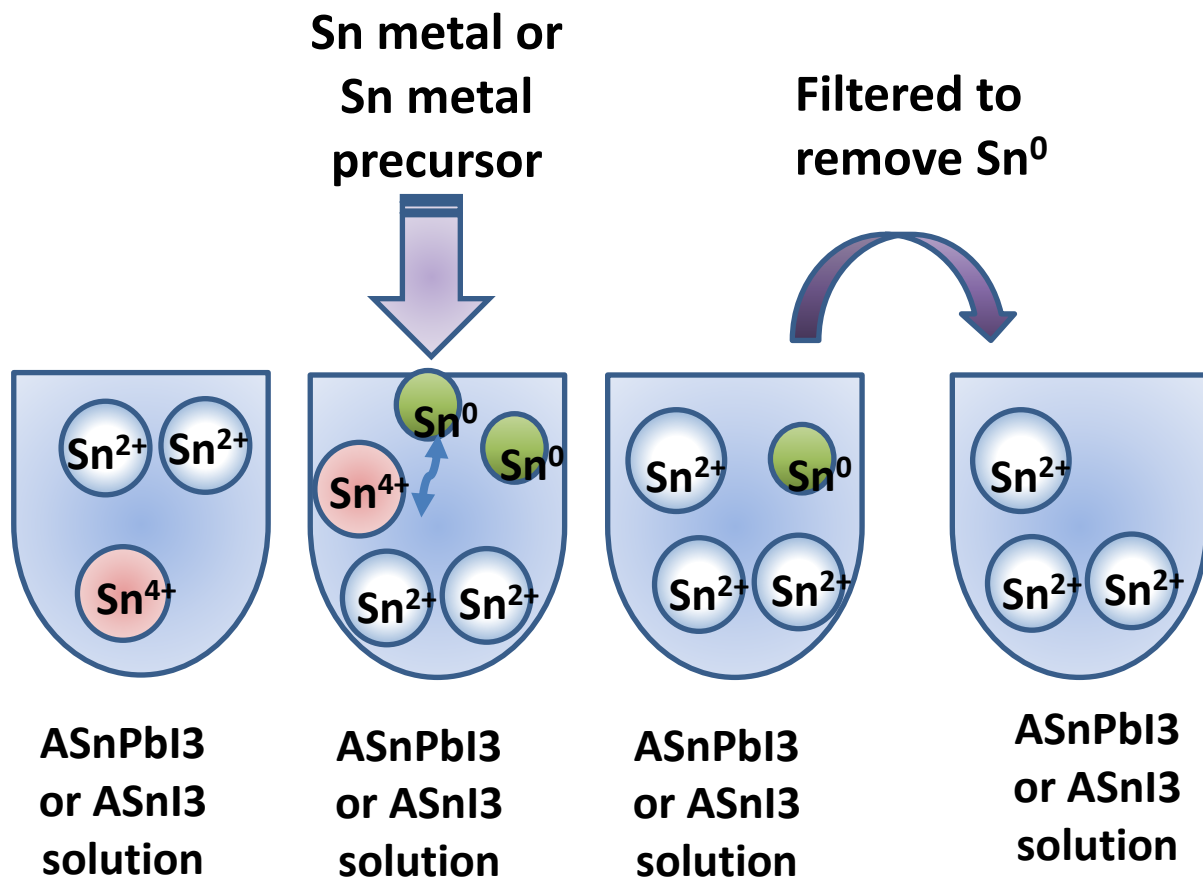 Sn metal or
Sn metal
precursor
Filtered to
remove Sn⁰
Sn²⁺ Sn²⁺
Sn⁴⁺
Sn⁰
Sn⁰
Sn⁴⁺
Sn²⁺ Sn²⁺
Sn²⁺ Sn⁰
Sn²⁺ Sn²⁺
Sn²⁺
Sn²⁺ Sn²⁺
ASnPbI3
or ASnI3
solution
ASnPbI3
or ASnI3
solution
ASnPbI3
or ASnI3
solution
ASnPbI3
or ASnI3
solution